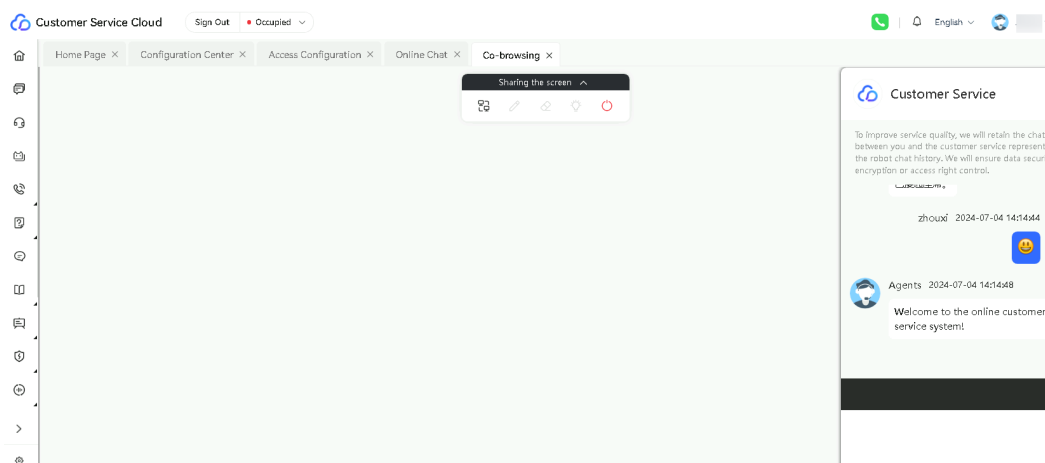 Customer Service Cloud
Sign Out
Occupied
English
Home Page
Configuration Center
Access Configuration
Online Chat
Co-browsing
Sharing the screen
Customer Service
To improve service quality, we will retain the chat
between you and the customer service represent
the robot chat history. We will ensure data secur
encryption or access right control.
zhouxi 2024-07-04 14:14:44
Agents 2024-07-04 14:14:48
Welcome to the online customer
service system!